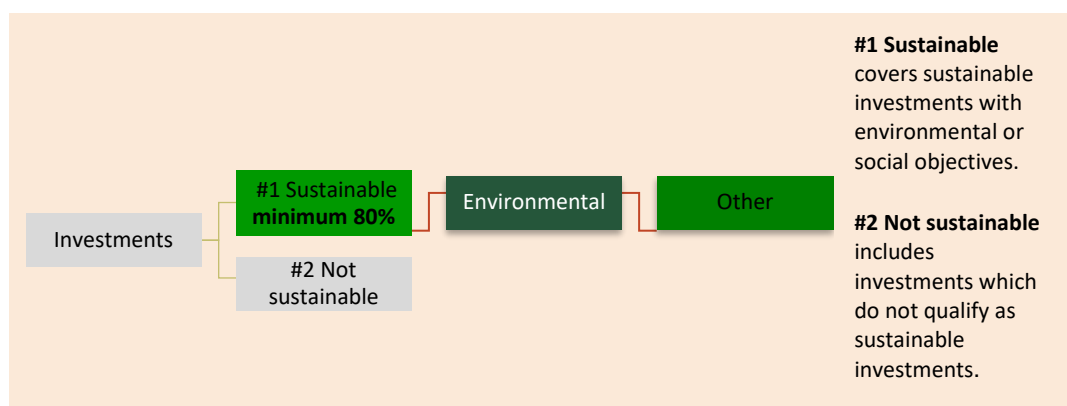 Investments
#1 Sustainable
minimum 80%
#2 Not
sustainable
Environmental
Other
#1 Sustainable
covers sustainable
investments with
environmental or
social objectives.
#2 Not sustainable
includes
investments which
do not qualify as
sustainable
investments.